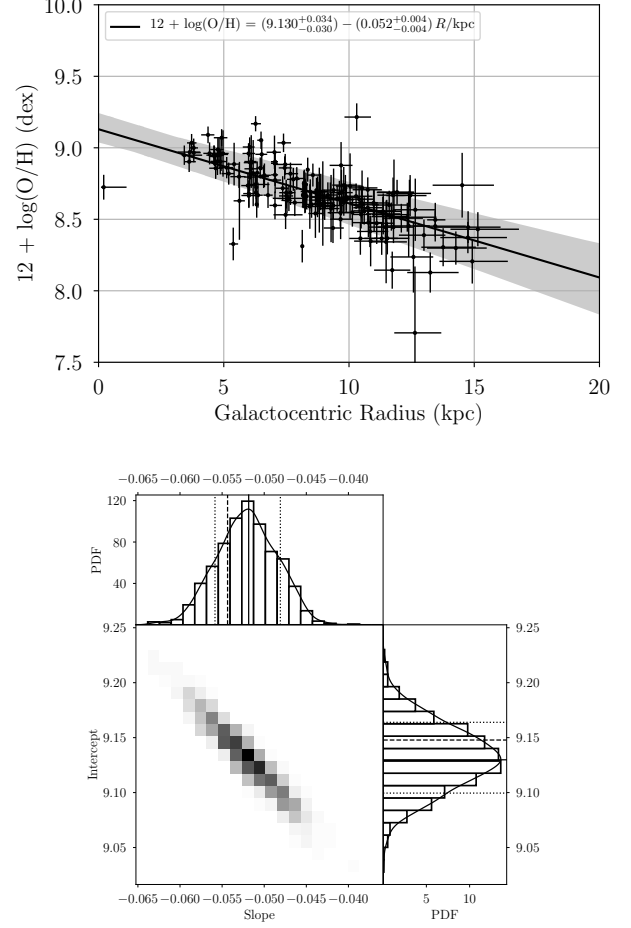 10.0
12 + log(O/H) = (9.130^{+0.034}_{−0.030}) − (0.052^{+0.004}_{−0.004}) R/kpc
9.5
9.0
8.5
8.0
7.5
12 + log(O/H) (dex)
0 5 10 15 20
Galactocentric Radius (kpc)
−0.065 −0.060 −0.055 −0.050 −0.045 −0.040
120
80
40
PDF
9.25 9.25
9.20 9.20
9.15 9.15
9.10 9.10
9.05 9.05
Intercept
−0.065 −0.060 −0.055 −0.050 −0.045 −0.040 5 10
Slope PDF